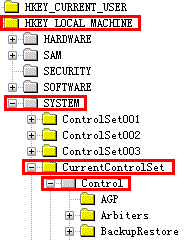 HKEY_CURRENT_USER
HKEY_LOCAL_MACHINE
HARDWARE
SAM
SECURITY
SOFTWARE
SYSTEM
ControlSet001
ControlSet002
ControlSet003
CurrentControlSet
Control
AGP
Arbiters
BackupRestore